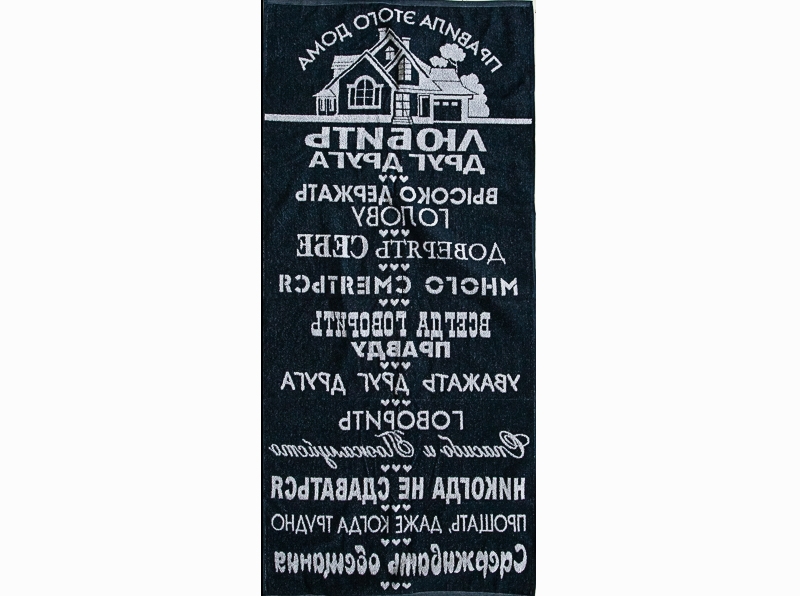 ПРАВИЛА ЭТОГО ДОМА
ЛЮБИТЬ
ДРУГ ДРУГА
ВЫСОКО ДЕРЖАТЬ
ГОЛОВУ
ДОВЕРЯТЬ СЕБЕ
МНОГО СМЕЯТЬСЯ
ВСЕГДА ГОВОРИТЬ
ПРАВДУ
УВАЖАТЬ ДРУГ ДРУГА
ГОВОРИТЬ
Спасибо и Пожалуйста
НИКОГДА НЕ СДАВАТЬСЯ
ПРОЩАТЬ, ДАЖЕ КОГДА ТРУДНО
Сдерживать обещания